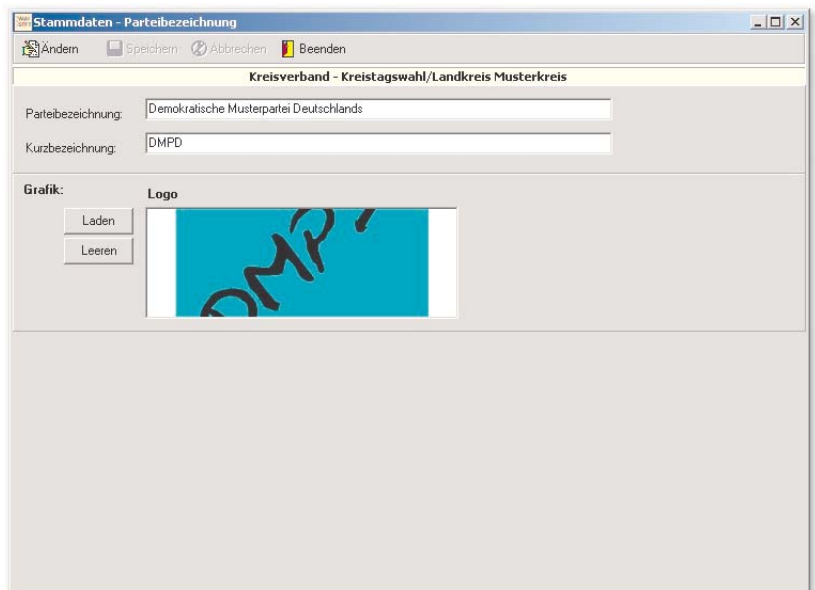 Stammdaten - Parteibezeichnung
Ändern Speichern Abbrechen Beenden
Kreisverband - Kreistagswahl/Landkreis Musterkreis
Parteibezeichnung: Demokratische Musterpartei Deutschlands
Kurzbezeichnung: DMPD
Grafik: Logo
Laden
Leeren
DMP